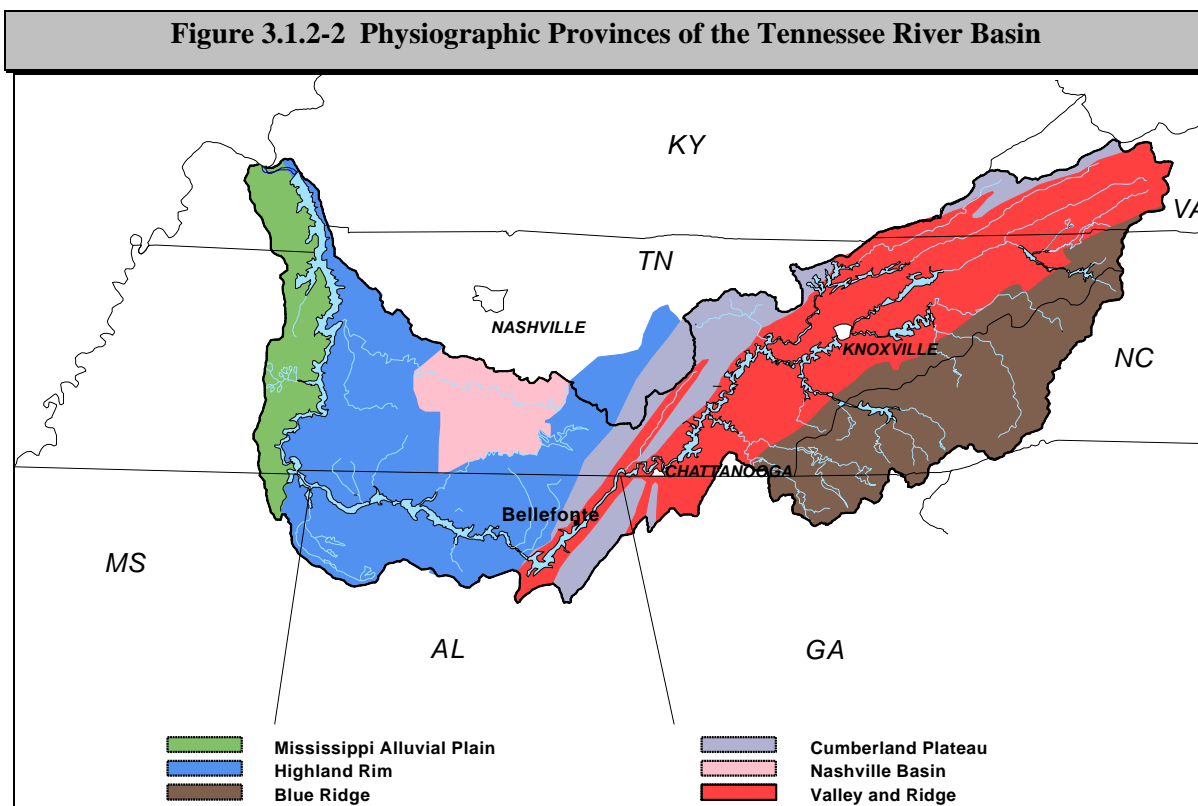 Figure 3.1.2-2 Physiographic Provinces of the Tennessee River Basin
KY
VA
TN
NASHVILLE
KNOXVILLE
NC
CHATTANOOGA
Bellefonte
MS
AL
GA
Mississippi Alluvial Plain
Highland Rim
Blue Ridge
Cumberland Plateau
Nashville Basin
Valley and Ridge